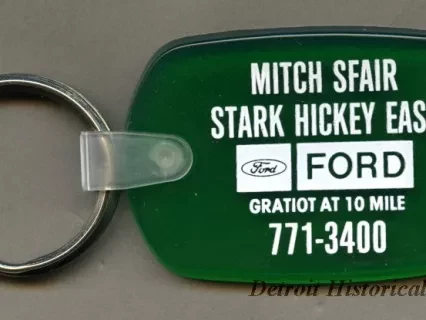 MITCH SFAIR
STARK HICKEY EAS
Ford FORD
GRATIOT AT 10 MILE
771-3400
Detroit Historical